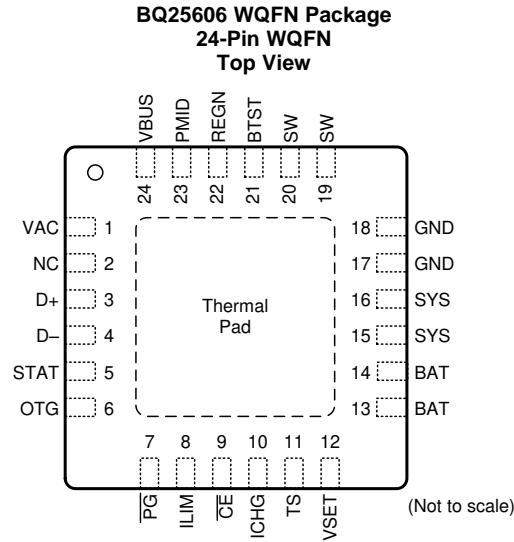 BQ25606 WQFN Package
24-Pin WQFN
Top View
VBUS PMID REGN BTST SW SW
24 23 22 21 20 19
VAC 1 18 GND
NC 2 17 GND
D+ 3 16 SYS
D– 4 15 SYS
STAT 5 14 BAT
OTG 6 13 BAT
Thermal
Pad
7 8 9 10 11 12
P̅G̅ ILIM C̅E̅ ICHG TS VSET
(Not to scale)